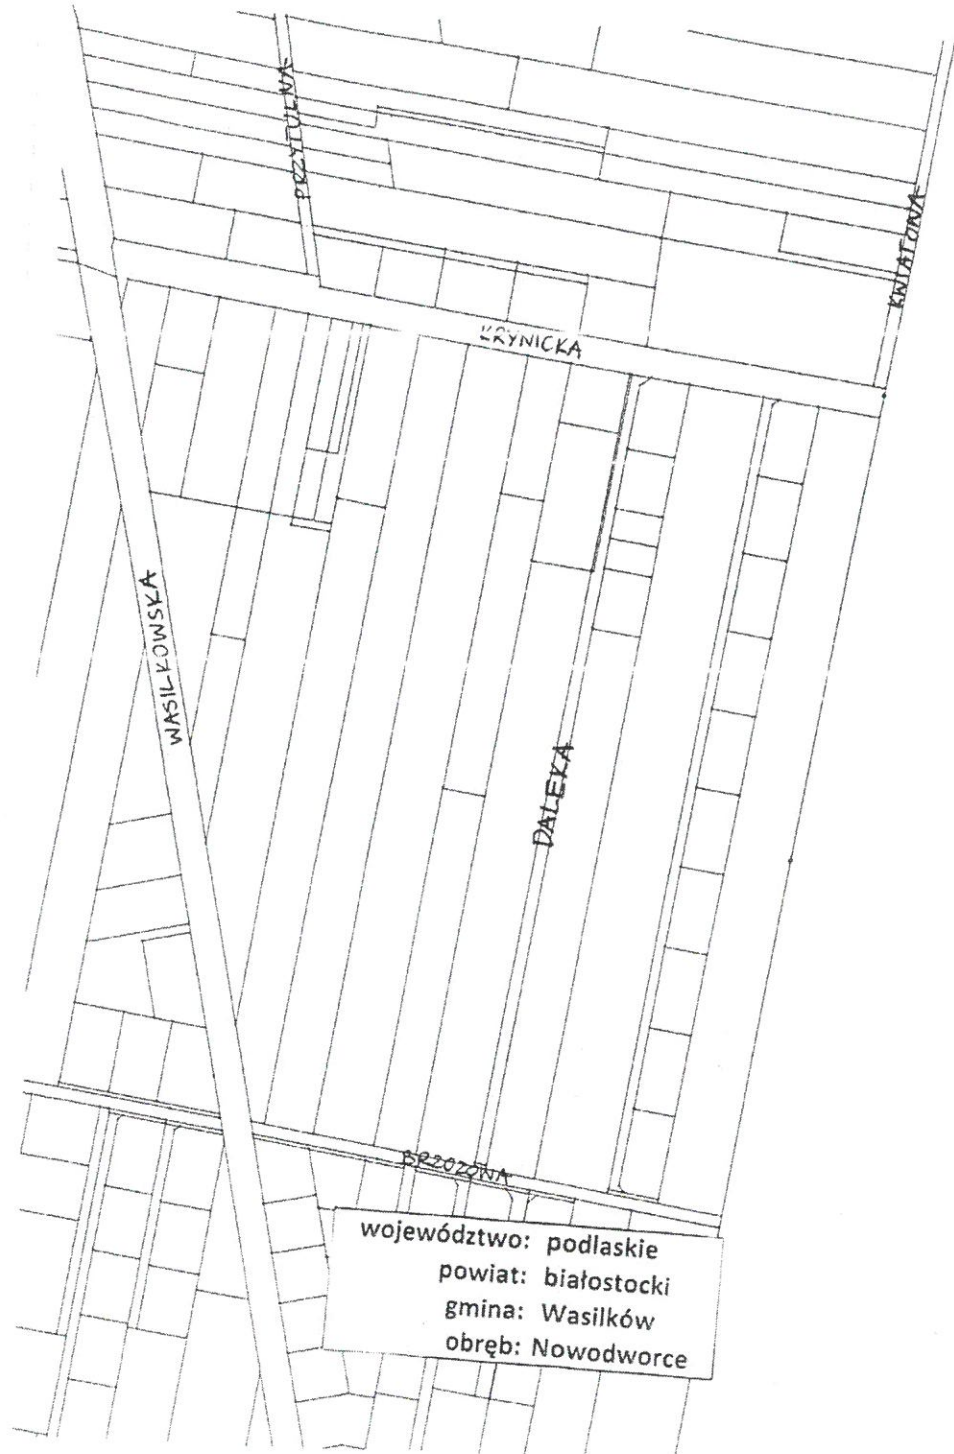 PRZYTULNA
KWIATOWA
KRYNICKA
WASILKOWSKA
DALEKA
BRZOZOWA
województwo: podlaskie
powiat: białostocki
gmina: Wasilków
obręb: Nowodworce